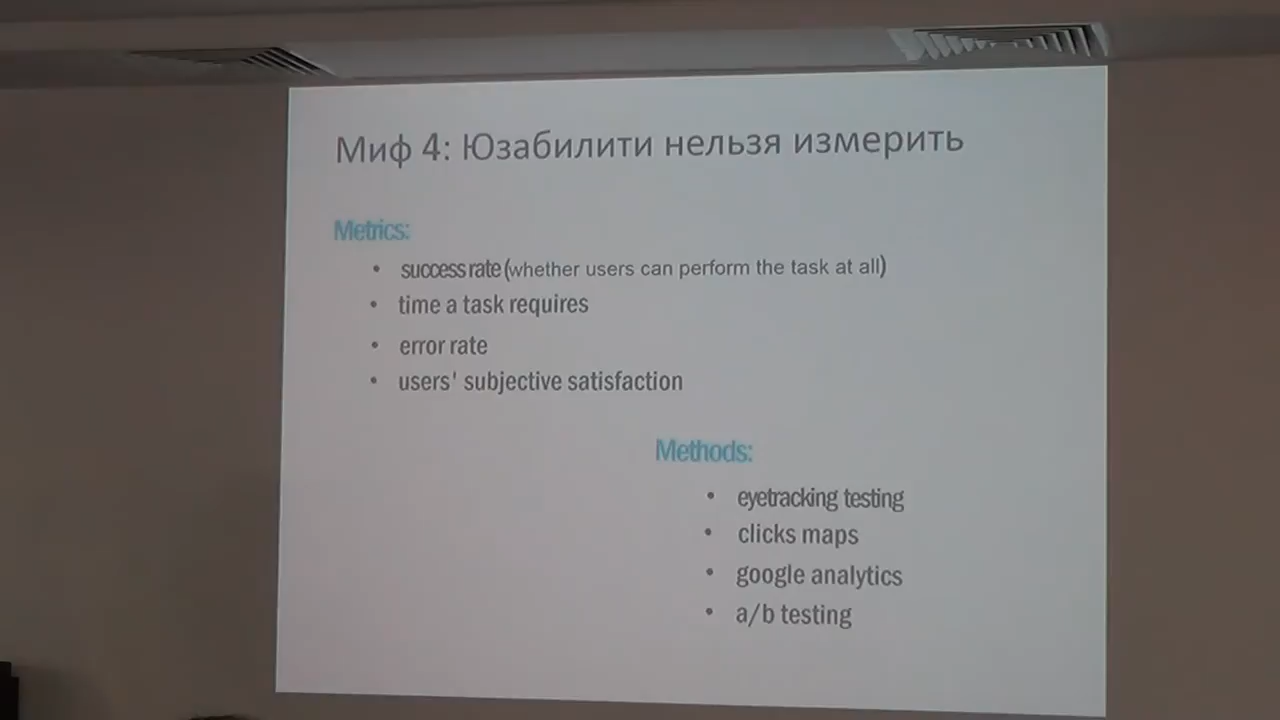 Миф 4: Юзабилити нельзя измерить
Metrics:
• success rate (whether users can perform the task at all)
• time a task requires
• error rate
• users' subjective satisfaction
Methods:
• eyetracking testing
• clicks maps
• google analytics
• a/b testing